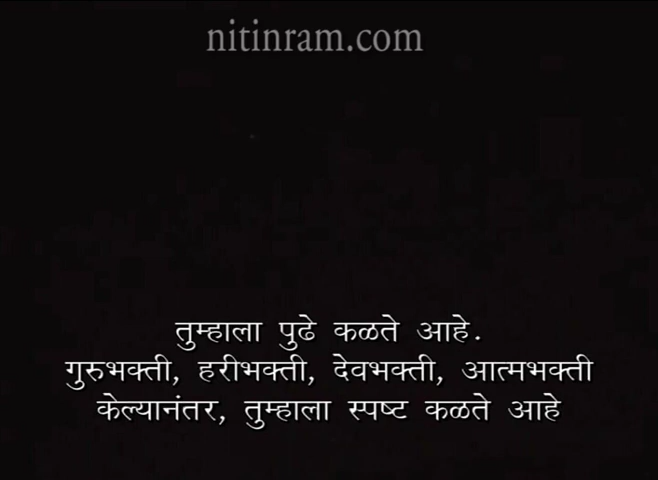 nitinram.com
तुम्हाला पुढे कळते आहे.
गुरुभक्ती, हरीभक्ती, देवभक्ती, आत्मभक्ती
केल्यानंतर, तुम्हाला स्पष्ट कळते आहे